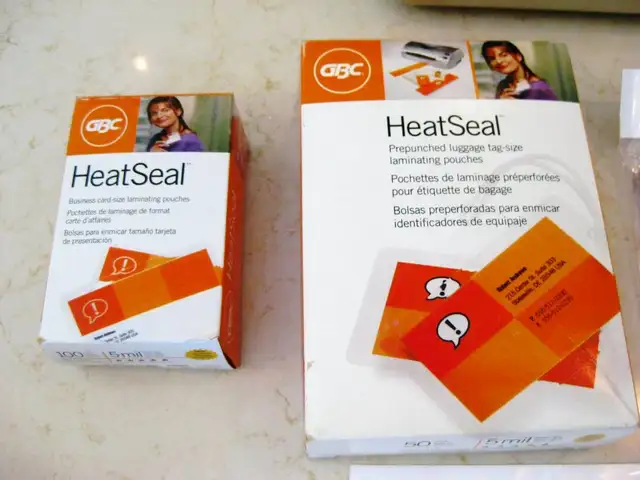 GBC
HeatSeal™
Business card-size laminating pouches
Pochettes de laminage de format
carte d'affaires
Bolsas para enmicar tamaño tarjeta
de presentación
100
5 mil
GBC
HeatSeal™
Prepunched luggage tag-size
laminating pouches
Pochettes de laminage préperforées
pour étiquette de bagage
Bolsas preperforadas para enmicar
identificadores de equipaje
50
5 mil